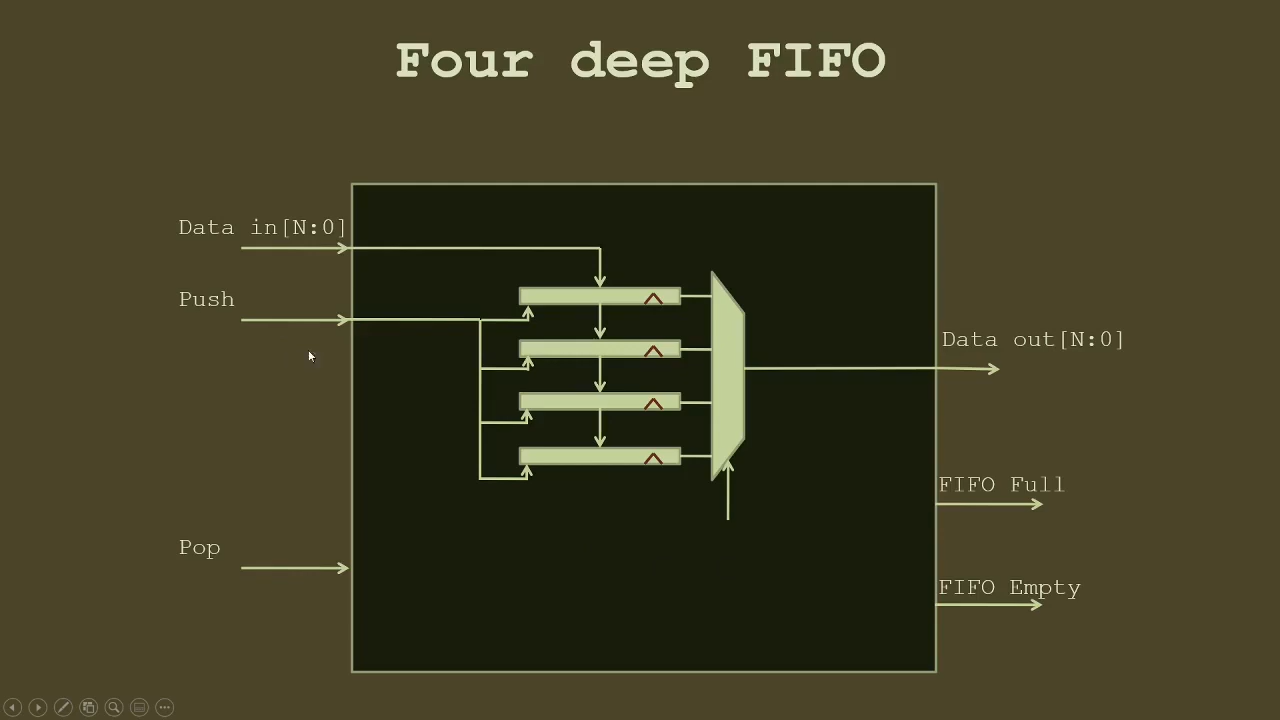 Four deep FIFO
Data in[N:0]
Push
Data out[N:0]
FIFO Full
Pop
FIFO Empty